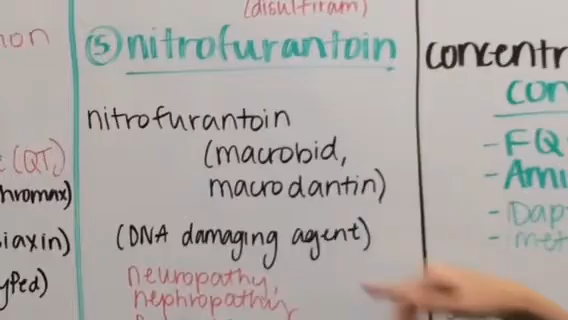 (disulfiram)
⑤ nitrofurantoin
nitrofurantoin
(macrobid,
macrodantin)
(DNA damaging agent)
neuropathy,
nephropathy,
(QT)
hromax)
iaxin)
yPed)
concentr
con
- FQ
- Ami
- Dap
- met